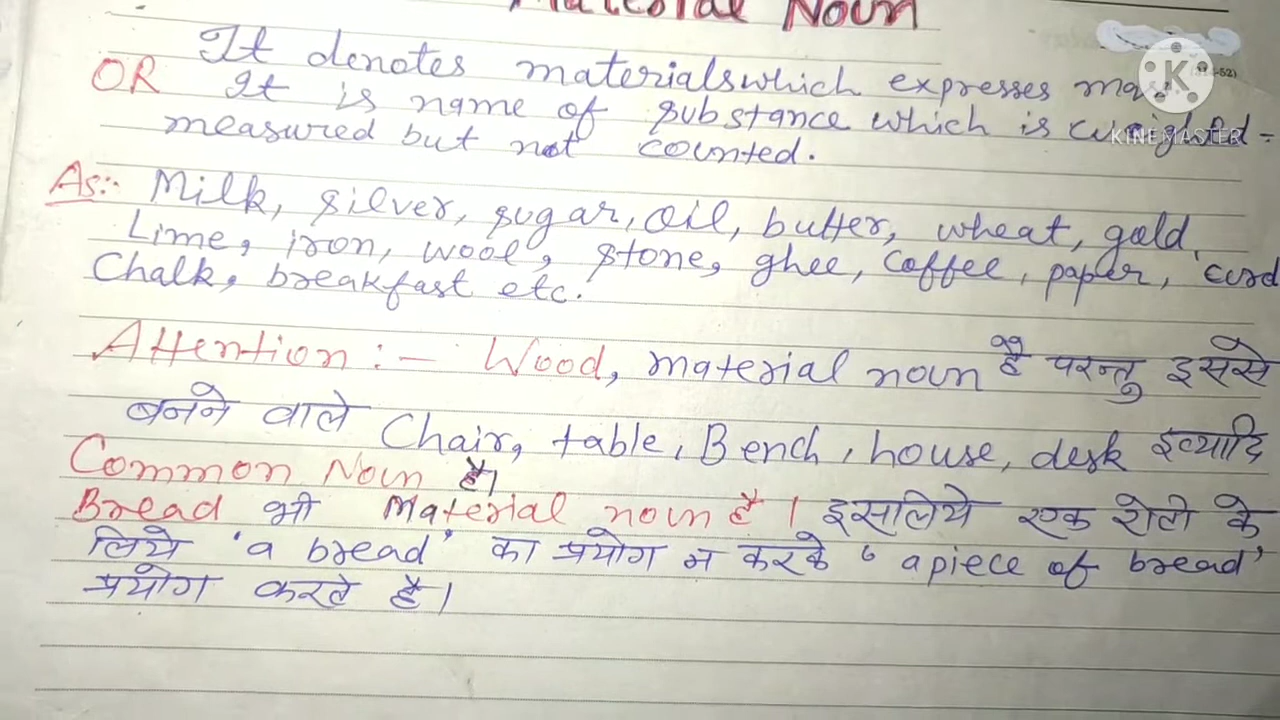 Material Noun
It denotes materials which expresses mass
OR It is name of substance which is weighted -
measured but not counted.
As:- Milk, silver, sugar, oil, butter, wheat, gold,
Lime, iron, wool, stone, ghee, coffee, paper, curd
Chalk, breakfast etc.
Attention :- Wood, material noun है परन्तु इससे
बनने वाले Chair, table, Bench, house, desk इत्यादि
Common Noun है।
Bread भी Material noun है। इसलिये एक रोटी के
लिये 'a bread' का प्रयोग न करके 'a piece of bread'
प्रयोग करते है।
KINEMASTER